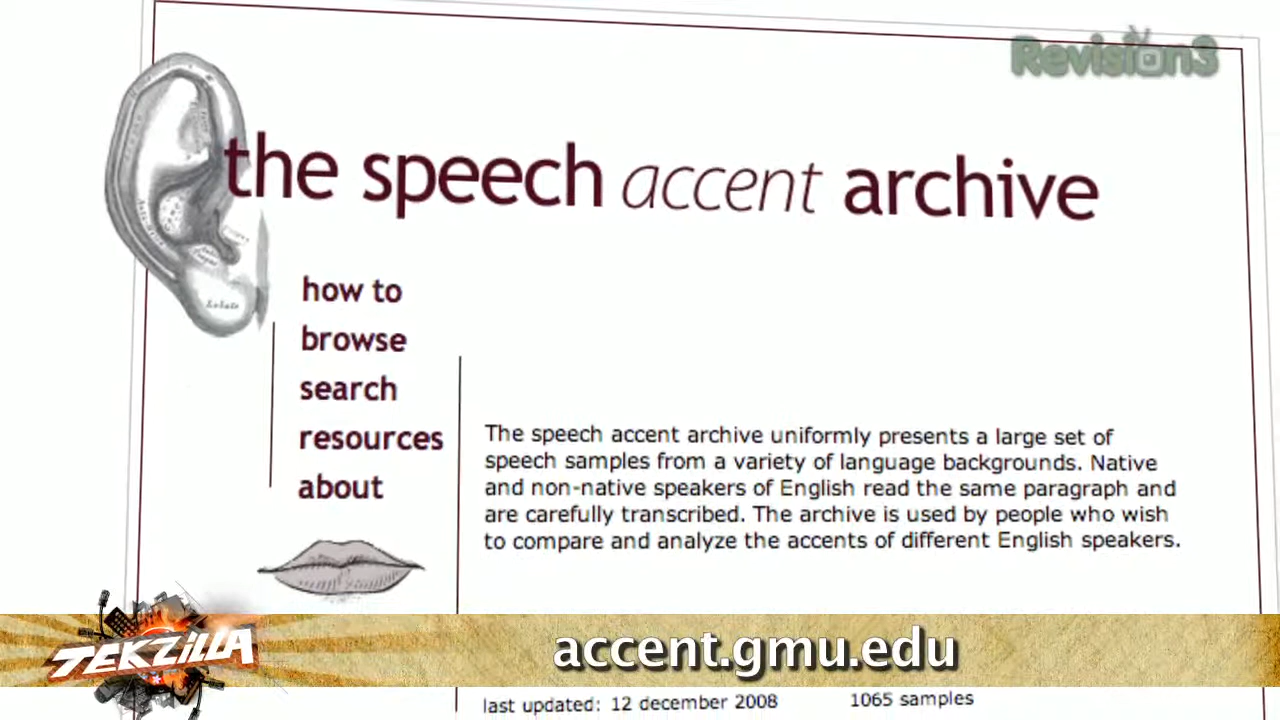 Revision3
the speech accent archive
how to
browse
search
resources
about
Lobule
The speech accent archive uniformly presents a large set of
speech samples from a variety of language backgrounds. Native
and non-native speakers of English read the same paragraph and
are carefully transcribed. The archive is used by people who wish
to compare and analyze the accents of different English speakers.
TEKZILLA
accent.gmu.edu
last updated: 12 december 2008
1065 samples